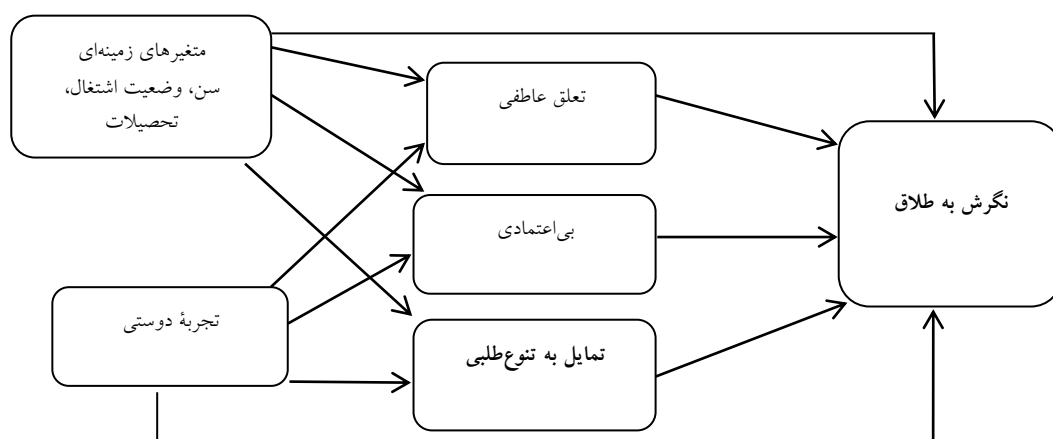 متغیرهای زمینه‌ای
سن، وضعیت اشتغال،
تحصیلات
تعلق عاطفی
نگرش به طلاق
بی‌اعتمادی
تجربۀ دوستی
تمایل به تنوع‌طلبی